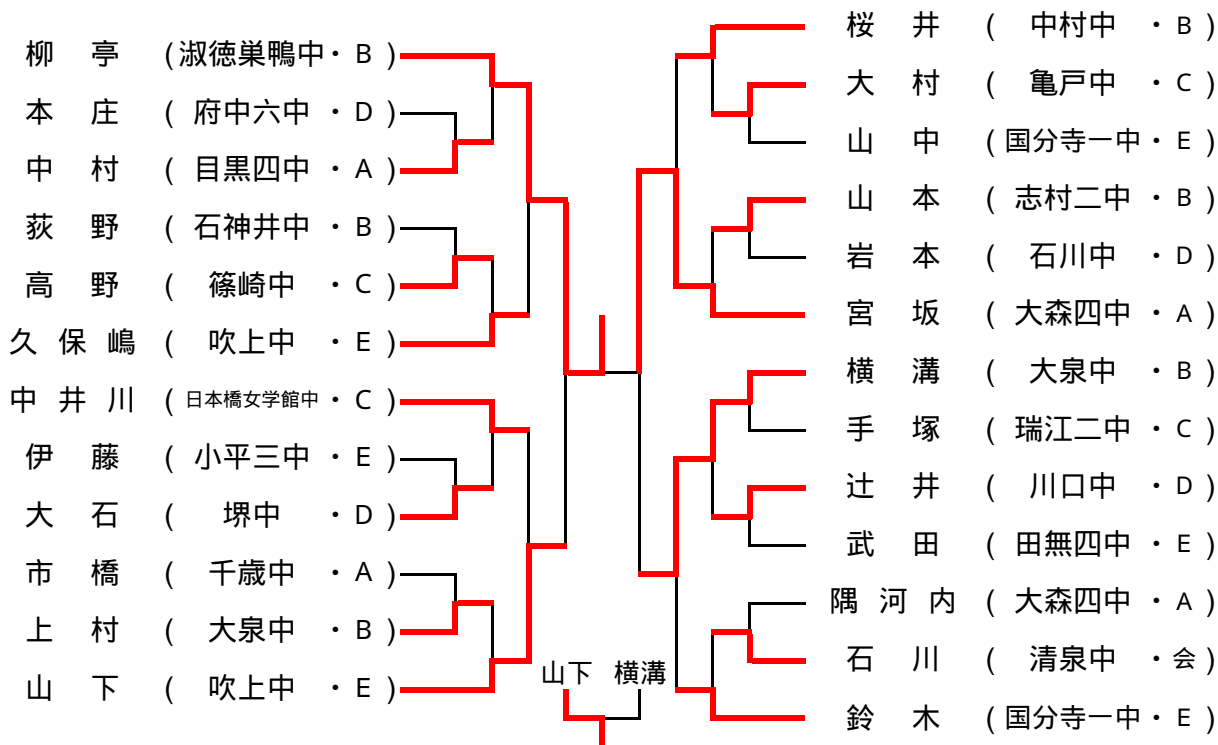 柳 亭 (淑徳巣鴨中・ B )
本 庄 ( 府中六中 ・ D )
中 村 ( 目黒四中 ・ A )
荻 野 ( 石神井中 ・ B )
高 野 ( 篠崎中 ・ C )
久 保 嶋 ( 吹上中 ・ E )
中 井 川 ( 日本橋女学館中 ・ C )
伊 藤 ( 小平三中 ・ E )
大 石 ( 堺中 ・ D )
市 橋 ( 千歳中 ・ A )
上 村 ( 大泉中 ・ B )
山 下 ( 吹上中 ・ E )
山下 横溝
桜 井 ( 中村中 ・ B )
大 村 ( 亀戸中 ・ C )
山 中 ( 国分寺一中 ・ E )
山 本 ( 志村二中 ・ B )
岩 本 ( 石川中 ・ D )
宮 坂 ( 大森四中 ・ A )
横 溝 ( 大泉中 ・ B )
手 塚 ( 瑞江二中 ・ C )
辻 井 ( 川口中 ・ D )
武 田 ( 田無四中 ・ E )
隅 河 内 ( 大森四中 ・ A )
石 川 ( 清泉中 ・ 会 )
鈴 木 ( 国分寺一中 ・ E )